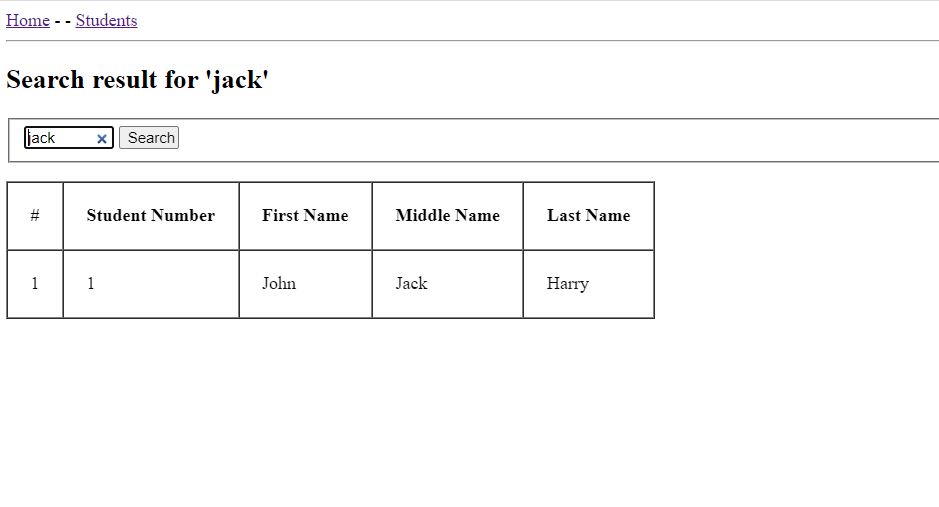 Home - - Students
Search result for 'jack'
jack × Search
# Student Number First Name Middle Name Last Name
1 1 John Jack Harry